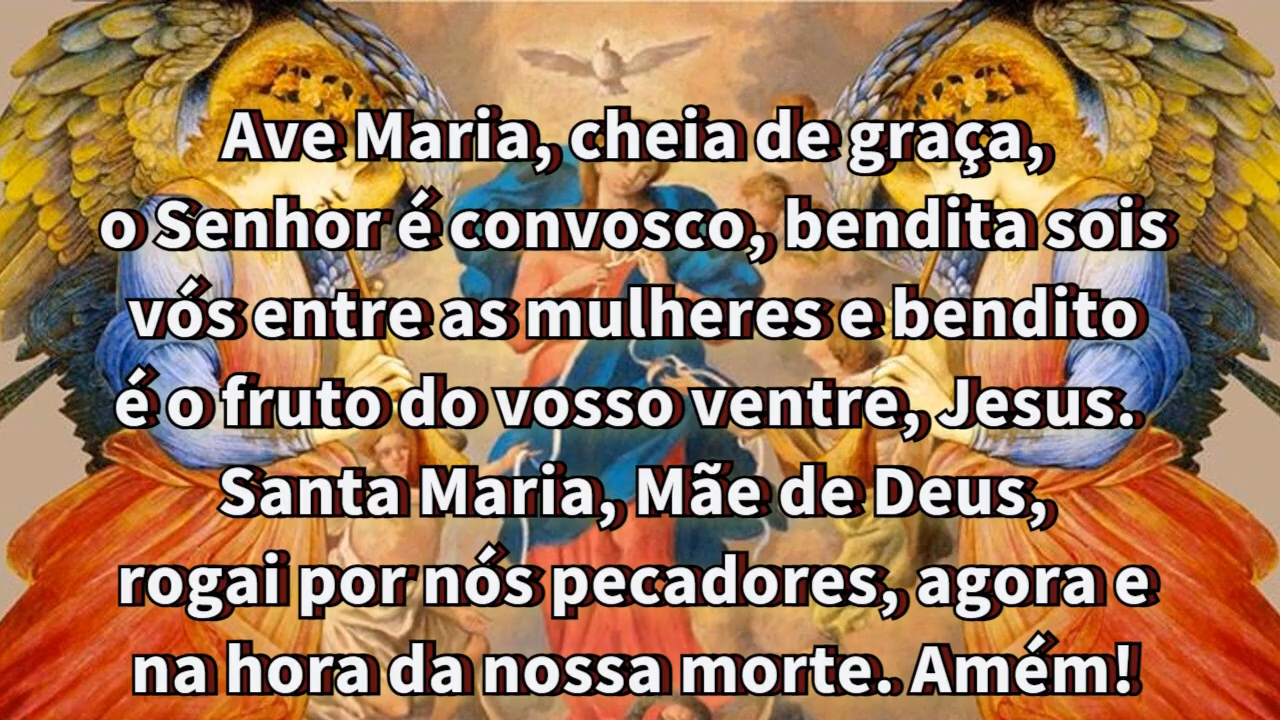 Ave Maria, cheia de graça,
o Senhor é convosco, bendita sois
vós entre as mulheres e bendito
é o fruto do vosso ventre, Jesus.
Santa Maria, Mãe de Deus,
rogai por nós pecadores, agora e
na hora da nossa morte. Amém!